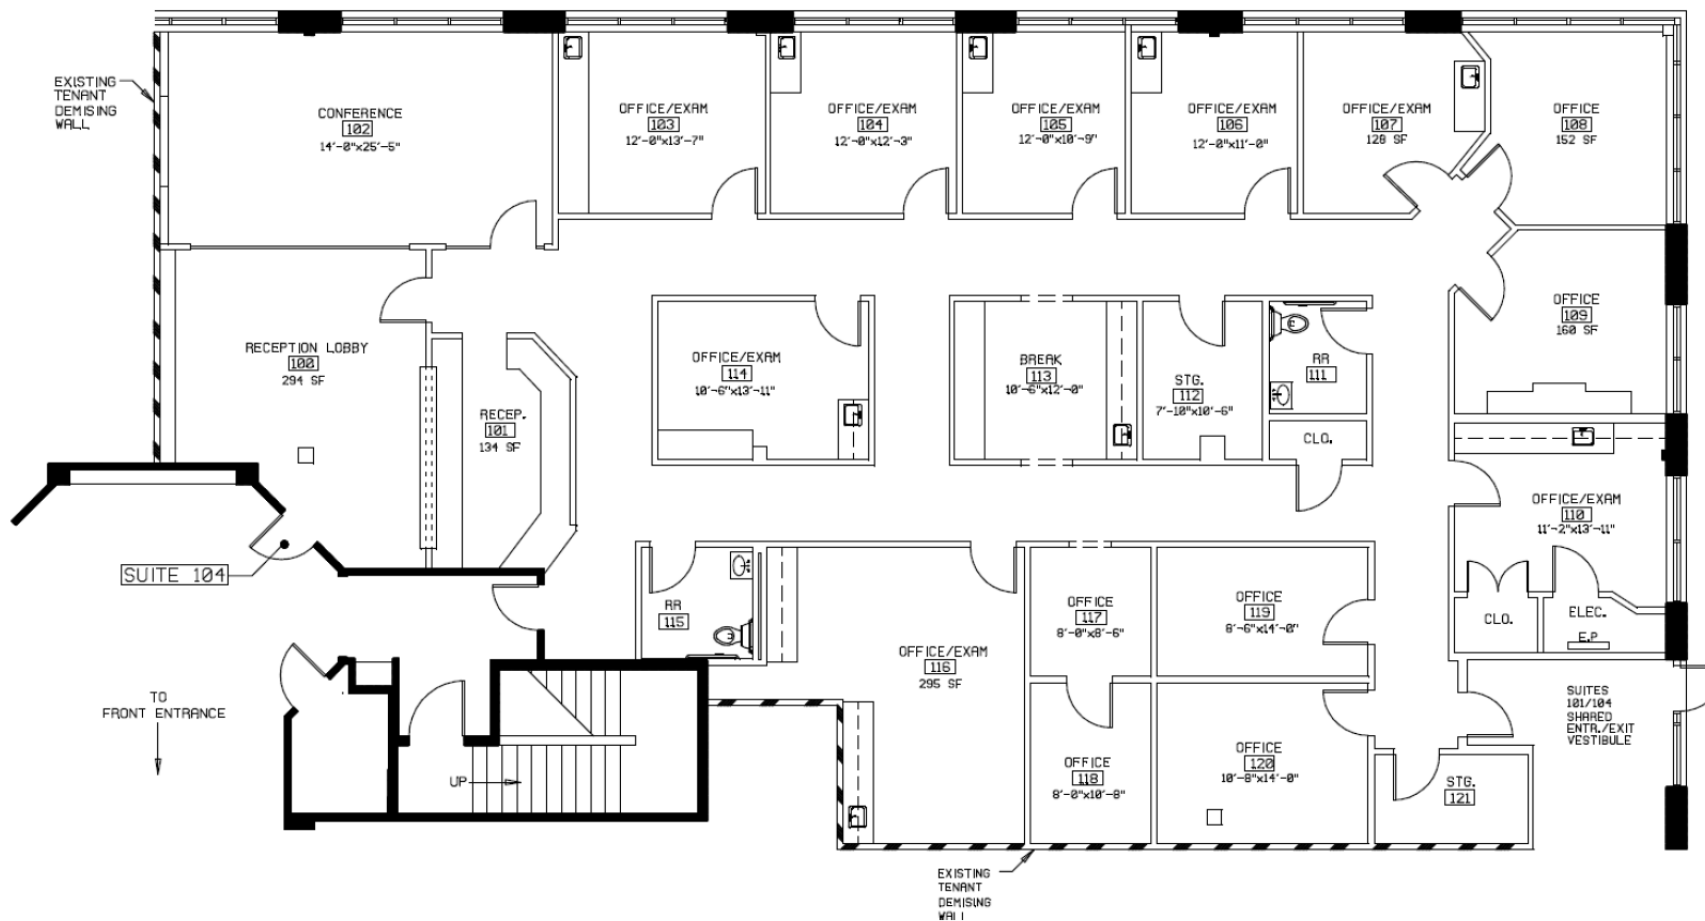 EXISTING
TENANT
DEMISING
WALL
CONFERENCE
102
14'-0"x25'-5"
OFFICE/EXAM
103
12'-0"x13'-7"
OFFICE/EXAM
104
12'-0"x12'-3"
OFFICE/EXAM
105
12'-0"x10'-9"
OFFICE/EXAM
106
12'-0"x11'-0"
OFFICE/EXAM
107
128 SF
OFFICE
108
152 SF
RECEPTION LOBBY
100
294 SF
RECEP.
101
134 SF
OFFICE/EXAM
114
10'-6"x13'-11"
BREAK
113
10'-6"x12'-0"
STG.
112
7'-10"x10'-6"
RR
111
CLO.
OFFICE
109
160 SF
OFFICE/EXAM
110
11'-2"x13'-11"
CLO.
ELEC.
E.P
SUITE 104
RR
115
OFFICE/EXAM
116
295 SF
OFFICE
117
8'-0"x8'-6"
OFFICE
119
8'-6"x14'-0"
OFFICE
118
8'-0"x10'-8"
OFFICE
120
10'-8"x14'-0"
STG.
121
SUITES
101/104
SHARED
ENTR./EXIT
VESTIBULE
TO
FRONT ENTRANCE
UP
EXISTING
TENANT
DEMISING
WALL